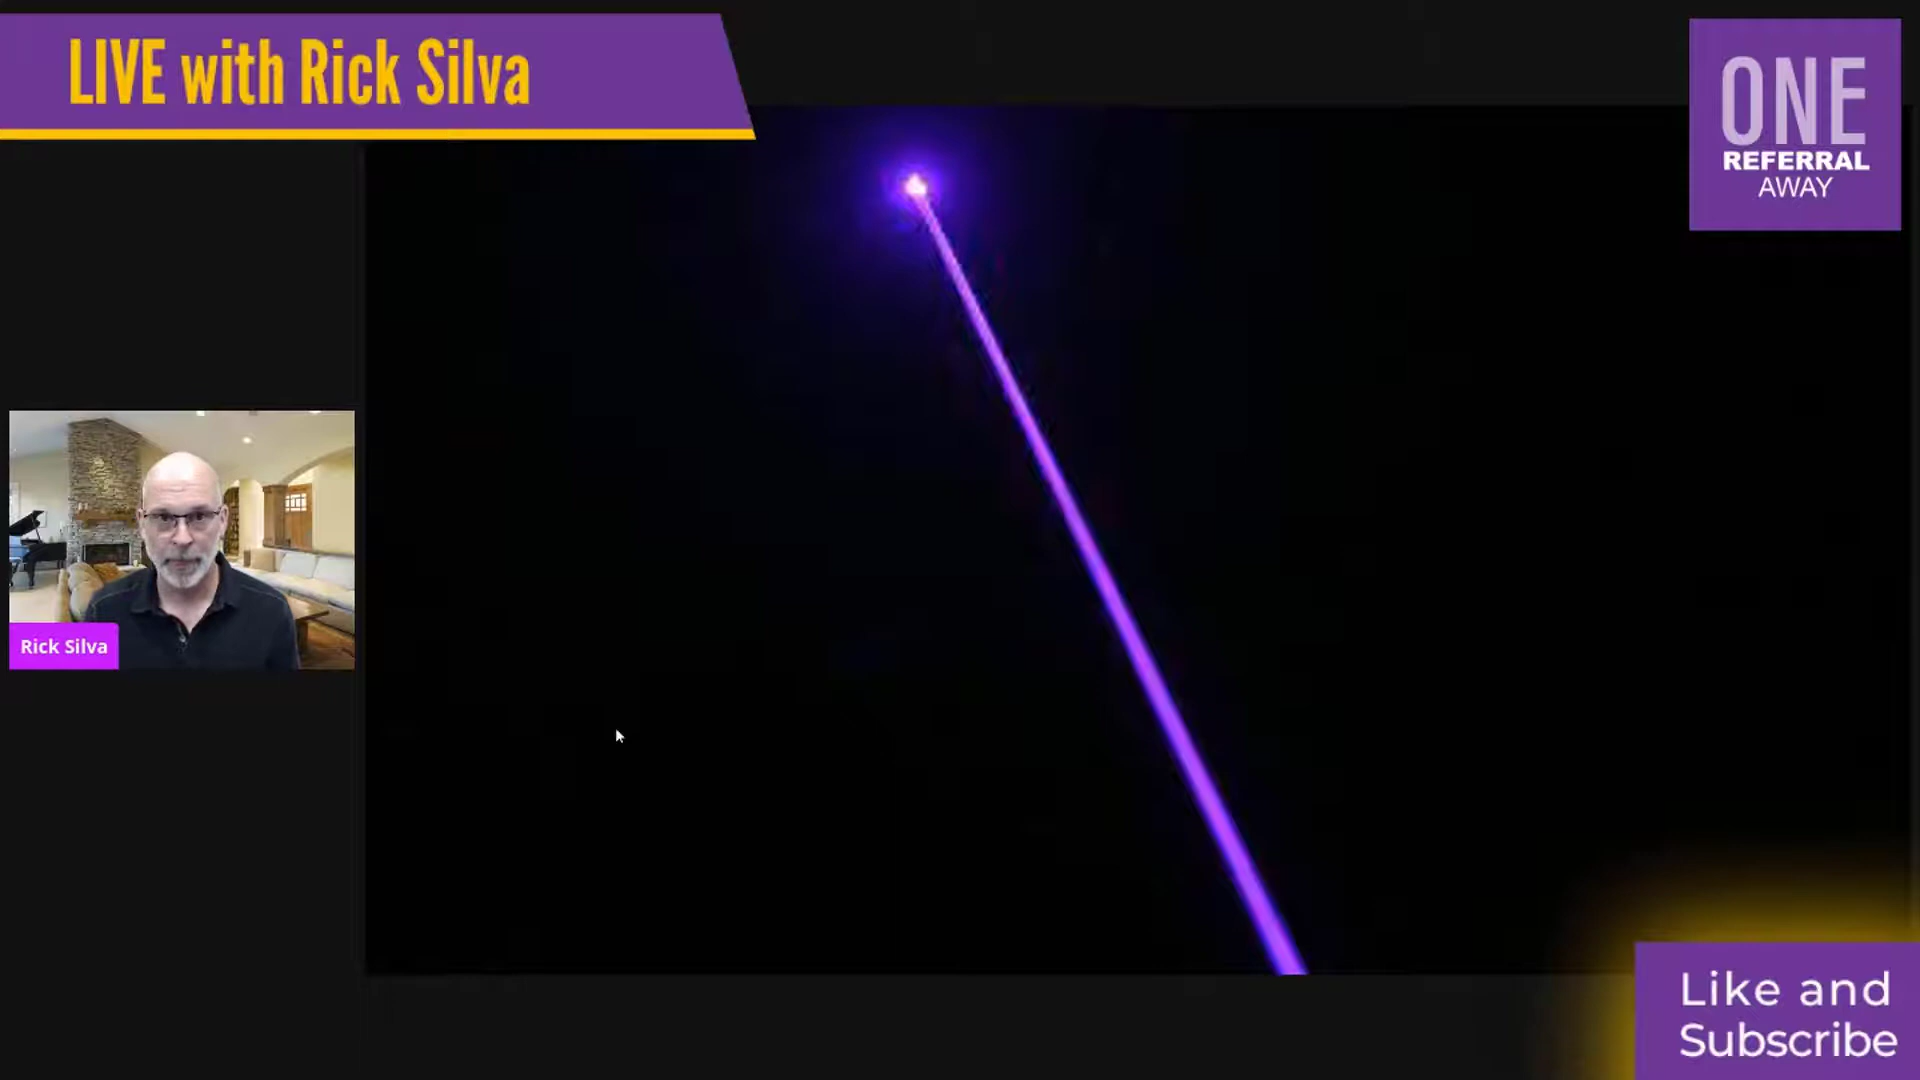 LIVE with Rick Silva
ONE
REFERRAL
AWAY
Rick Silva
Like and
Subscribe